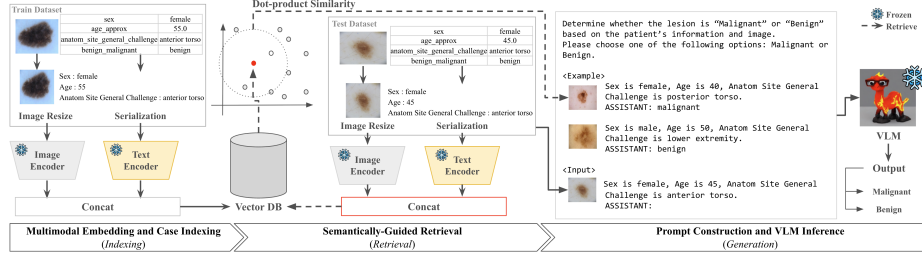 Dot-product Similarity
Train Dataset
sex female
age_approx 55.0
anatom_site_general_challenge anterior torso
benign_malignant benign
Sex : female
Age : 55
Anatom Site General Challenge : anterior torso
Image Resize Serialization
Image Encoder
Text Encoder
Concat
Vector DB
Test Dataset
sex female
age_approx 45.0
anatom_site_general_challenge anterior torso
benign_malignant benign
Sex : female
Age : 45
Anatom Site General Challenge : anterior torso
Image Resize Serialization
Image Encoder
Text Encoder
Concat
Determine whether the lesion is “Malignant” or “Benign”
based on the patient’s information and image.
Please choose one of the following options: Malignant or
Benign.
<Example>
Sex is female, Age is 40, Anatom Site General
Challenge is posterior torso.
ASSISTANT: malignant
Sex is male, Age is 50, Anatom Site General
Challenge is lower extremity.
ASSISTANT: benign
<Input>
Sex is female, Age is 45, Anatom Site General
Challenge is anterior torso.
ASSISTANT:
Frozen
Retrieve
VLM
Output
Malignant
Benign
Multimodal Embedding and Case Indexing
(Indexing)
Semantically-Guided Retrieval
(Retrieval)
Prompt Construction and VLM Inference
(Generation)